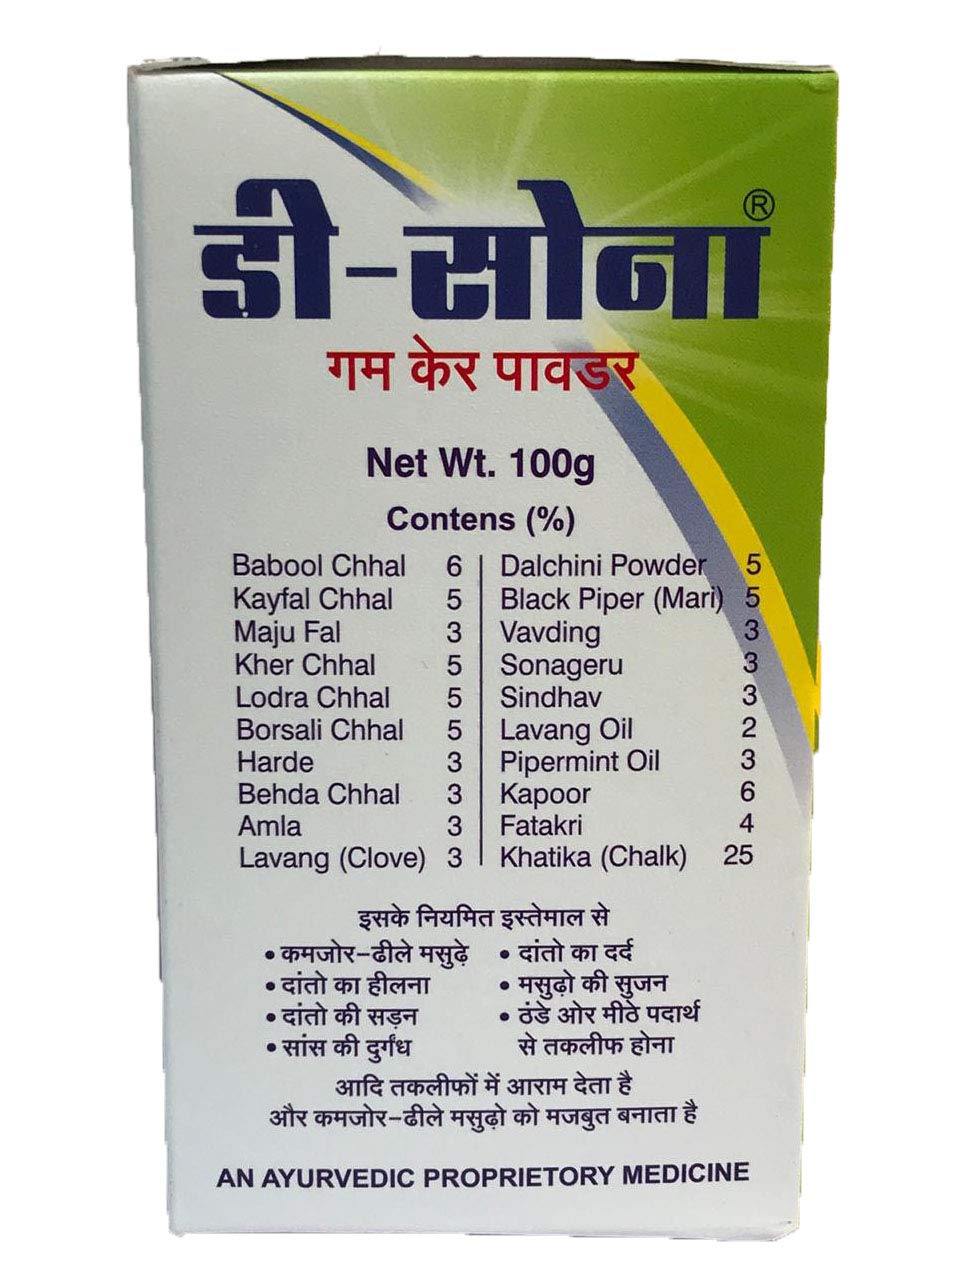 डी-सोना ®
गम केर पावडर
Net Wt. 100g
Contens (%)
Babool Chhal 6 Dalchini Powder 5
Kayfal Chhal 5 Black Piper (Mari) 5
Maju Fal 3 Vavding 3
Kher Chhal 5 Sonageru 3
Lodra Chhal 5 Sindhav 3
Borsali Chhal 5 Lavang Oil 2
Harde 3 Pipermint Oil 3
Behda Chhal 3 Kapoor 6
Amla 3 Fatakri 4
Lavang (Clove) 3 Khatika (Chalk) 25
इसके नियमित इस्तेमाल से
• कमजोर-ढीले मसुढ़े • दांतो का दर्द
• दांतो का हीलना • मसुढ़ो की सुजन
• दांतो की सड़न • ठंडे ओर मीठे पदार्थ
• सांस की दुर्गंध से तकलीफ होना
आदि तकलीफों में आराम देता है
और कमजोर-ढीले मसुढ़ो को मजबुत बनाता है
AN AYURVEDIC PROPRIETORY MEDICINE